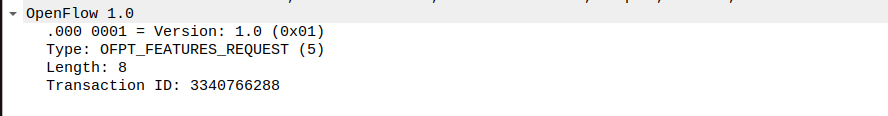 OpenFlow 1.0
.000 0001 = Version: 1.0 (0x01)
Type: OFPT_FEATURES_REQUEST (5)
Length: 8
Transaction ID: 3340766288